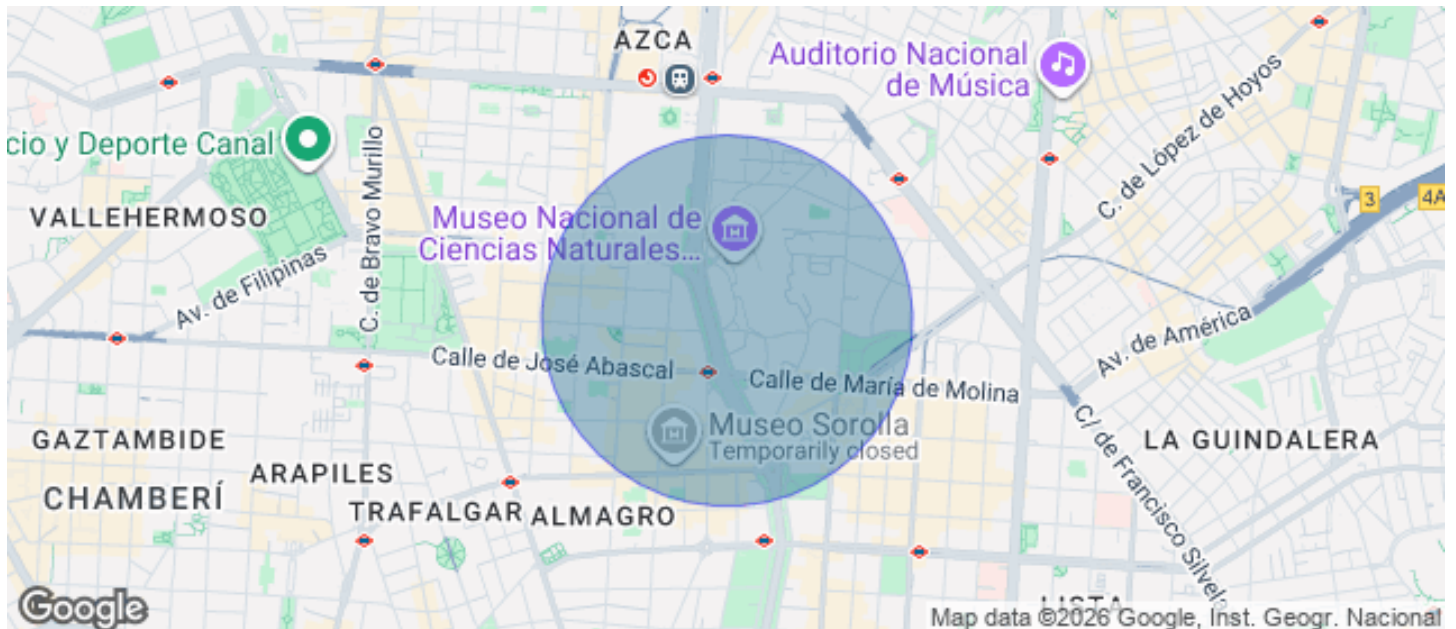 AZCA
Auditorio Nacional
de Música
C. de López de Hoyos
cio y Deporte Canal
C. de Bravo Murillo
3
4A
VALLEHERMOSO
Museo Nacional de
Ciencias Naturales...
Av. de Filipinas
Av. de América
Calle de José Abascal
Calle de María de Molina
Museo Sorolla
Temporarily closed
C/ de Francisco Silvela
GAZTAMBIDE
LA GUINDALERA
ARAPILES
CHAMBERÍ
TRAFALGAR
ALMAGRO
LISTA
Google
Map data ©2026 Google, Inst. Geogr. Nacional